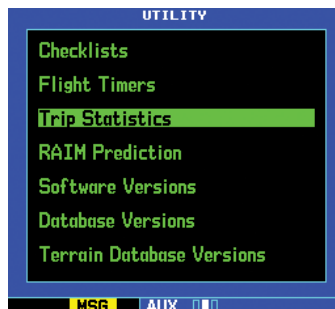 UTILITY
Checklists
Flight Timers
Trip Statistics
RAIM Prediction
Software Versions
Database Versions
Terrain Database Versions
MSG AUX